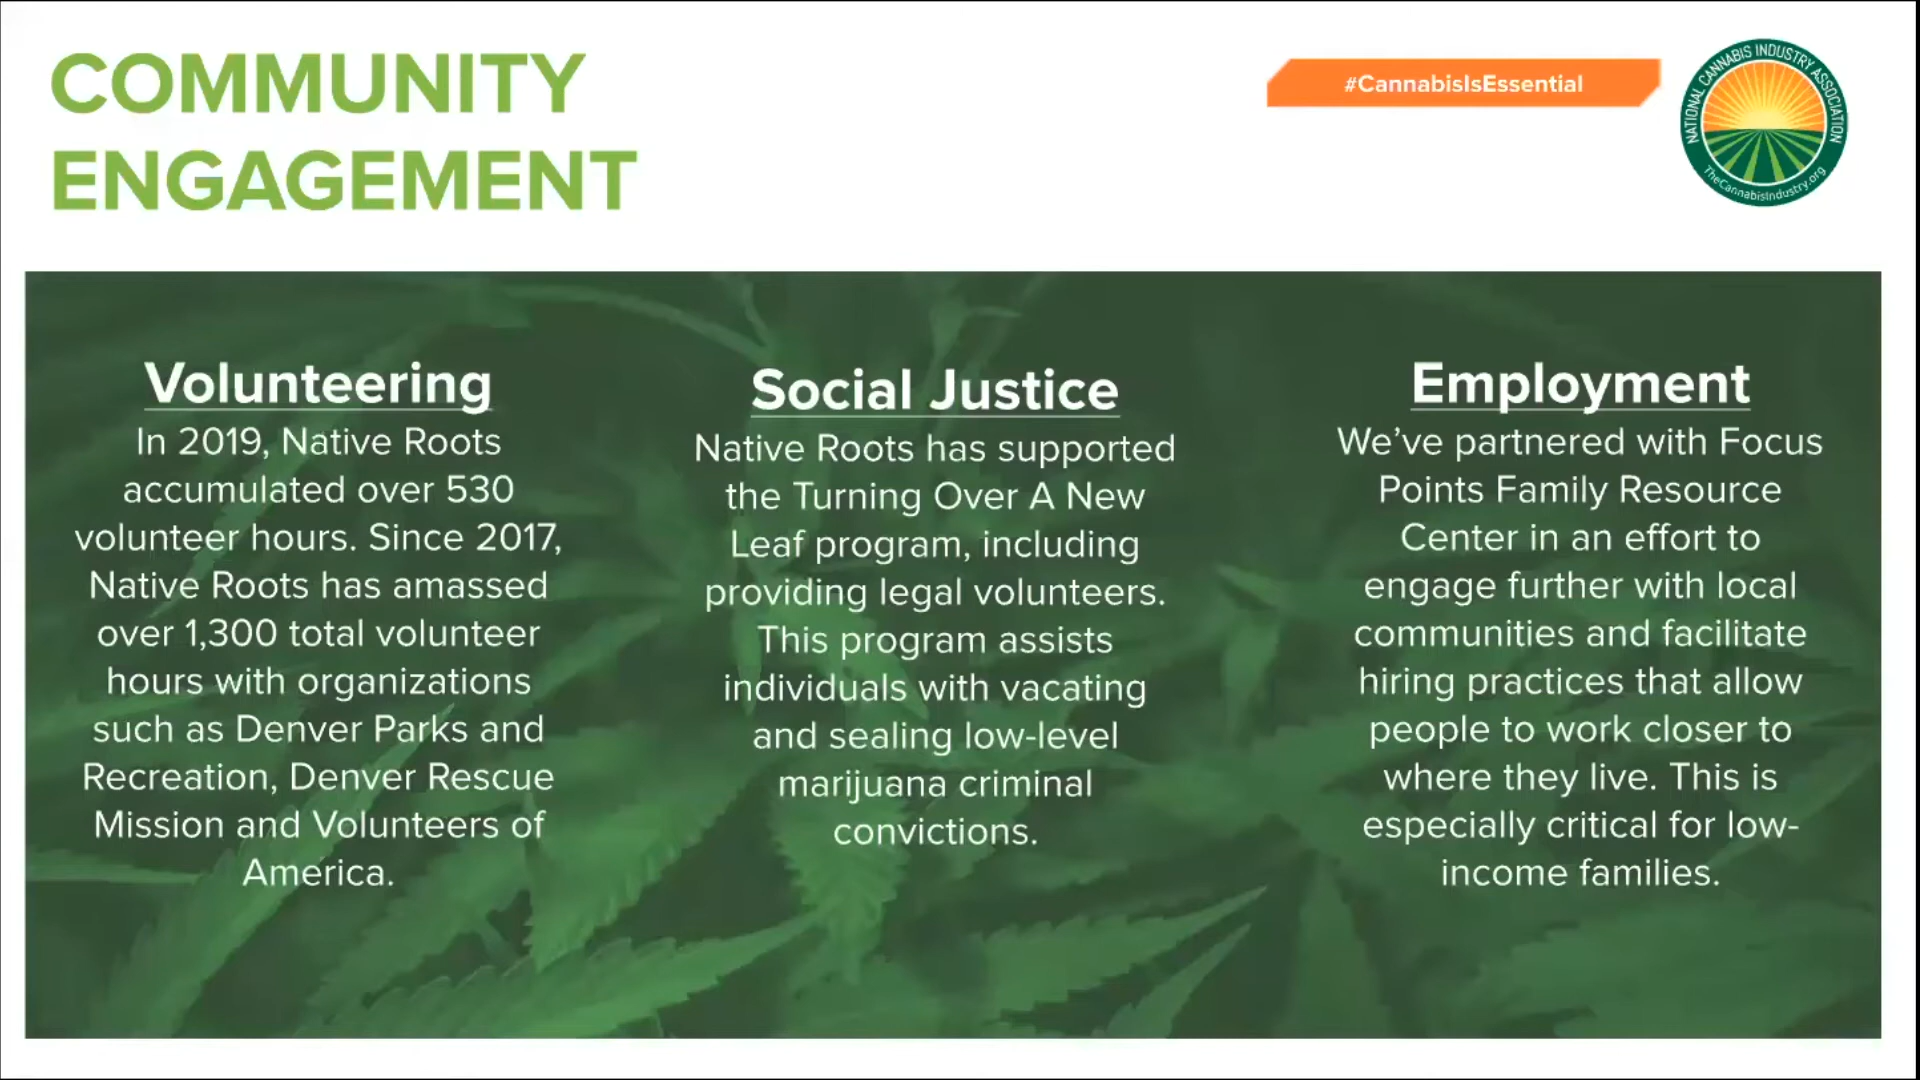 COMMUNITY
ENGAGEMENT
#CannabisIsEssential
NATIONAL CANNABIS INDUSTRY ASSOCIATION
TheCannabisIndustry.org
Volunteering
In 2019, Native Roots
accumulated over 530
volunteer hours. Since 2017,
Native Roots has amassed
over 1,300 total volunteer
hours with organizations
such as Denver Parks and
Recreation, Denver Rescue
Mission and Volunteers of
America.
Social Justice
Native Roots has supported
the Turning Over A New
Leaf program, including
providing legal volunteers.
This program assists
individuals with vacating
and sealing low-level
marijuana criminal
convictions.
Employment
We’ve partnered with Focus
Points Family Resource
Center in an effort to
engage further with local
communities and facilitate
hiring practices that allow
people to work closer to
where they live. This is
especially critical for low-
income families.